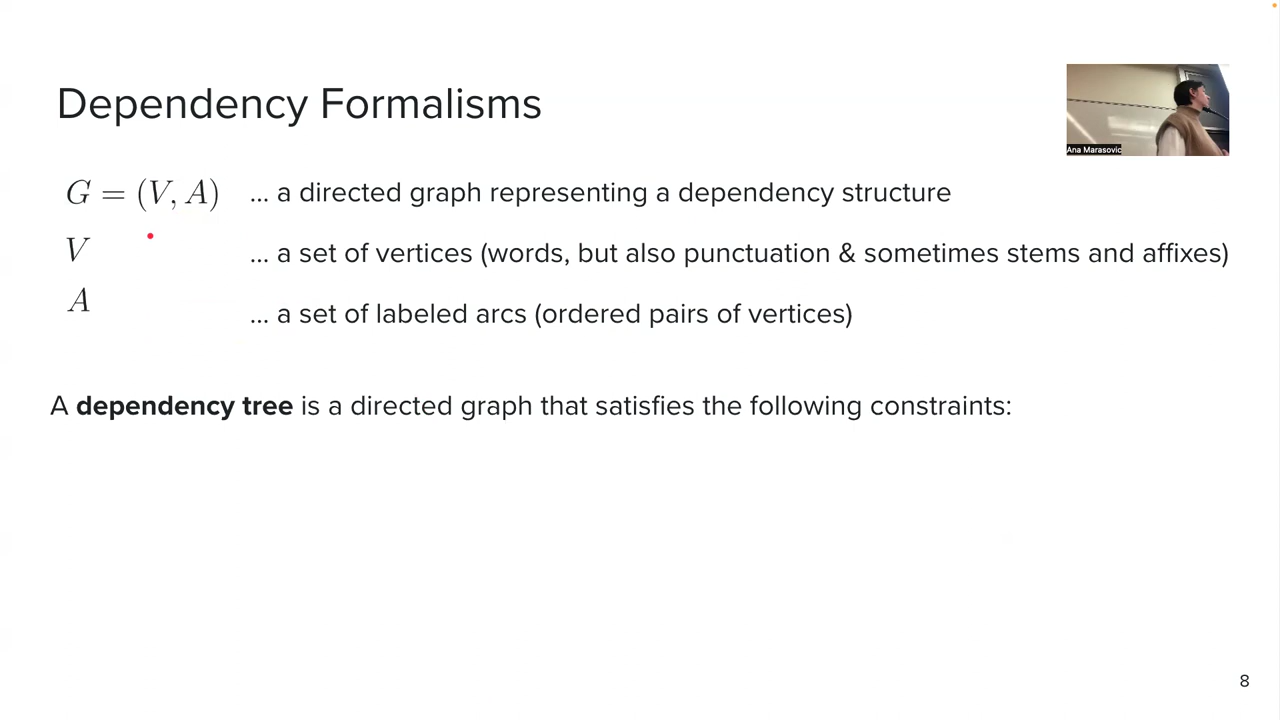 Dependency Formalisms
Ana Marasovic
G = (V, A) ... a directed graph representing a dependency structure
V ... a set of vertices (words, but also punctuation & sometimes stems and affixes)
A ... a set of labeled arcs (ordered pairs of vertices)
A dependency tree is a directed graph that satisfies the following constraints:
8